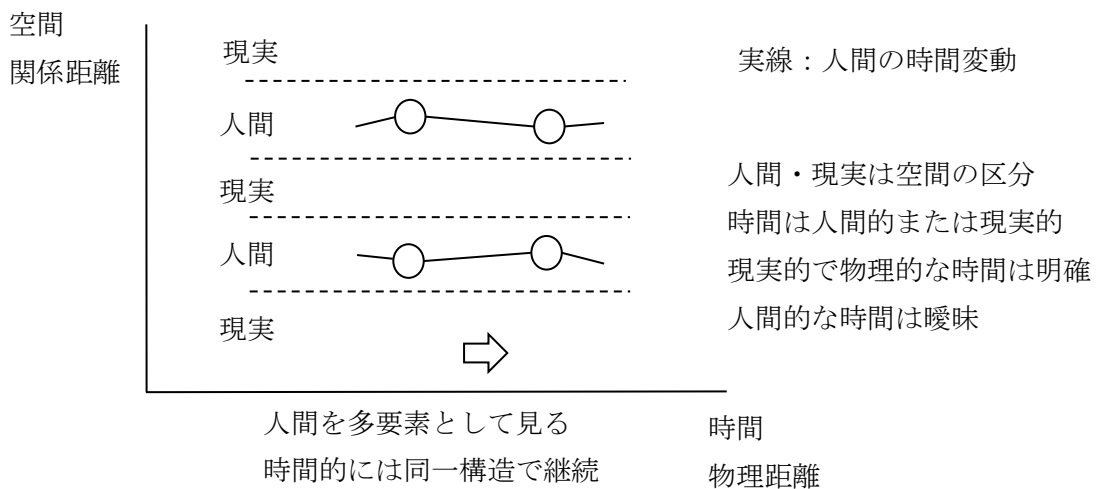 空間
関係距離
現実
人間
現実
人間
現実
実線：人間の時間変動
人間・現実は空間の区分
時間は人間的または現実的
現実的で物理的な時間は明確
人間的な時間は曖昧
人間を多要素として見る
時間的には同一構造で継続
時間
物理距離